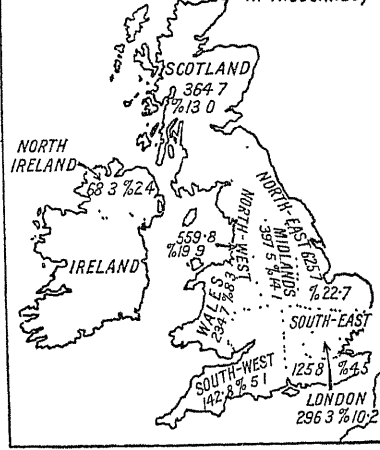 SCOTLAND
364 7
%13 0
NORTH
IRELAND
68 3 %2 4
IRELAND
559·8
%19 9
NORTH-WEST
NORTH-EAST 625 7
%22·7
MIDLANDS
397 5 %14 1
WALES
234 7 %8 3
SOUTH-EAST
125 8 %4 5
SOUTH-WEST
142·8 % 5 1
LONDON
296 3 %10·2